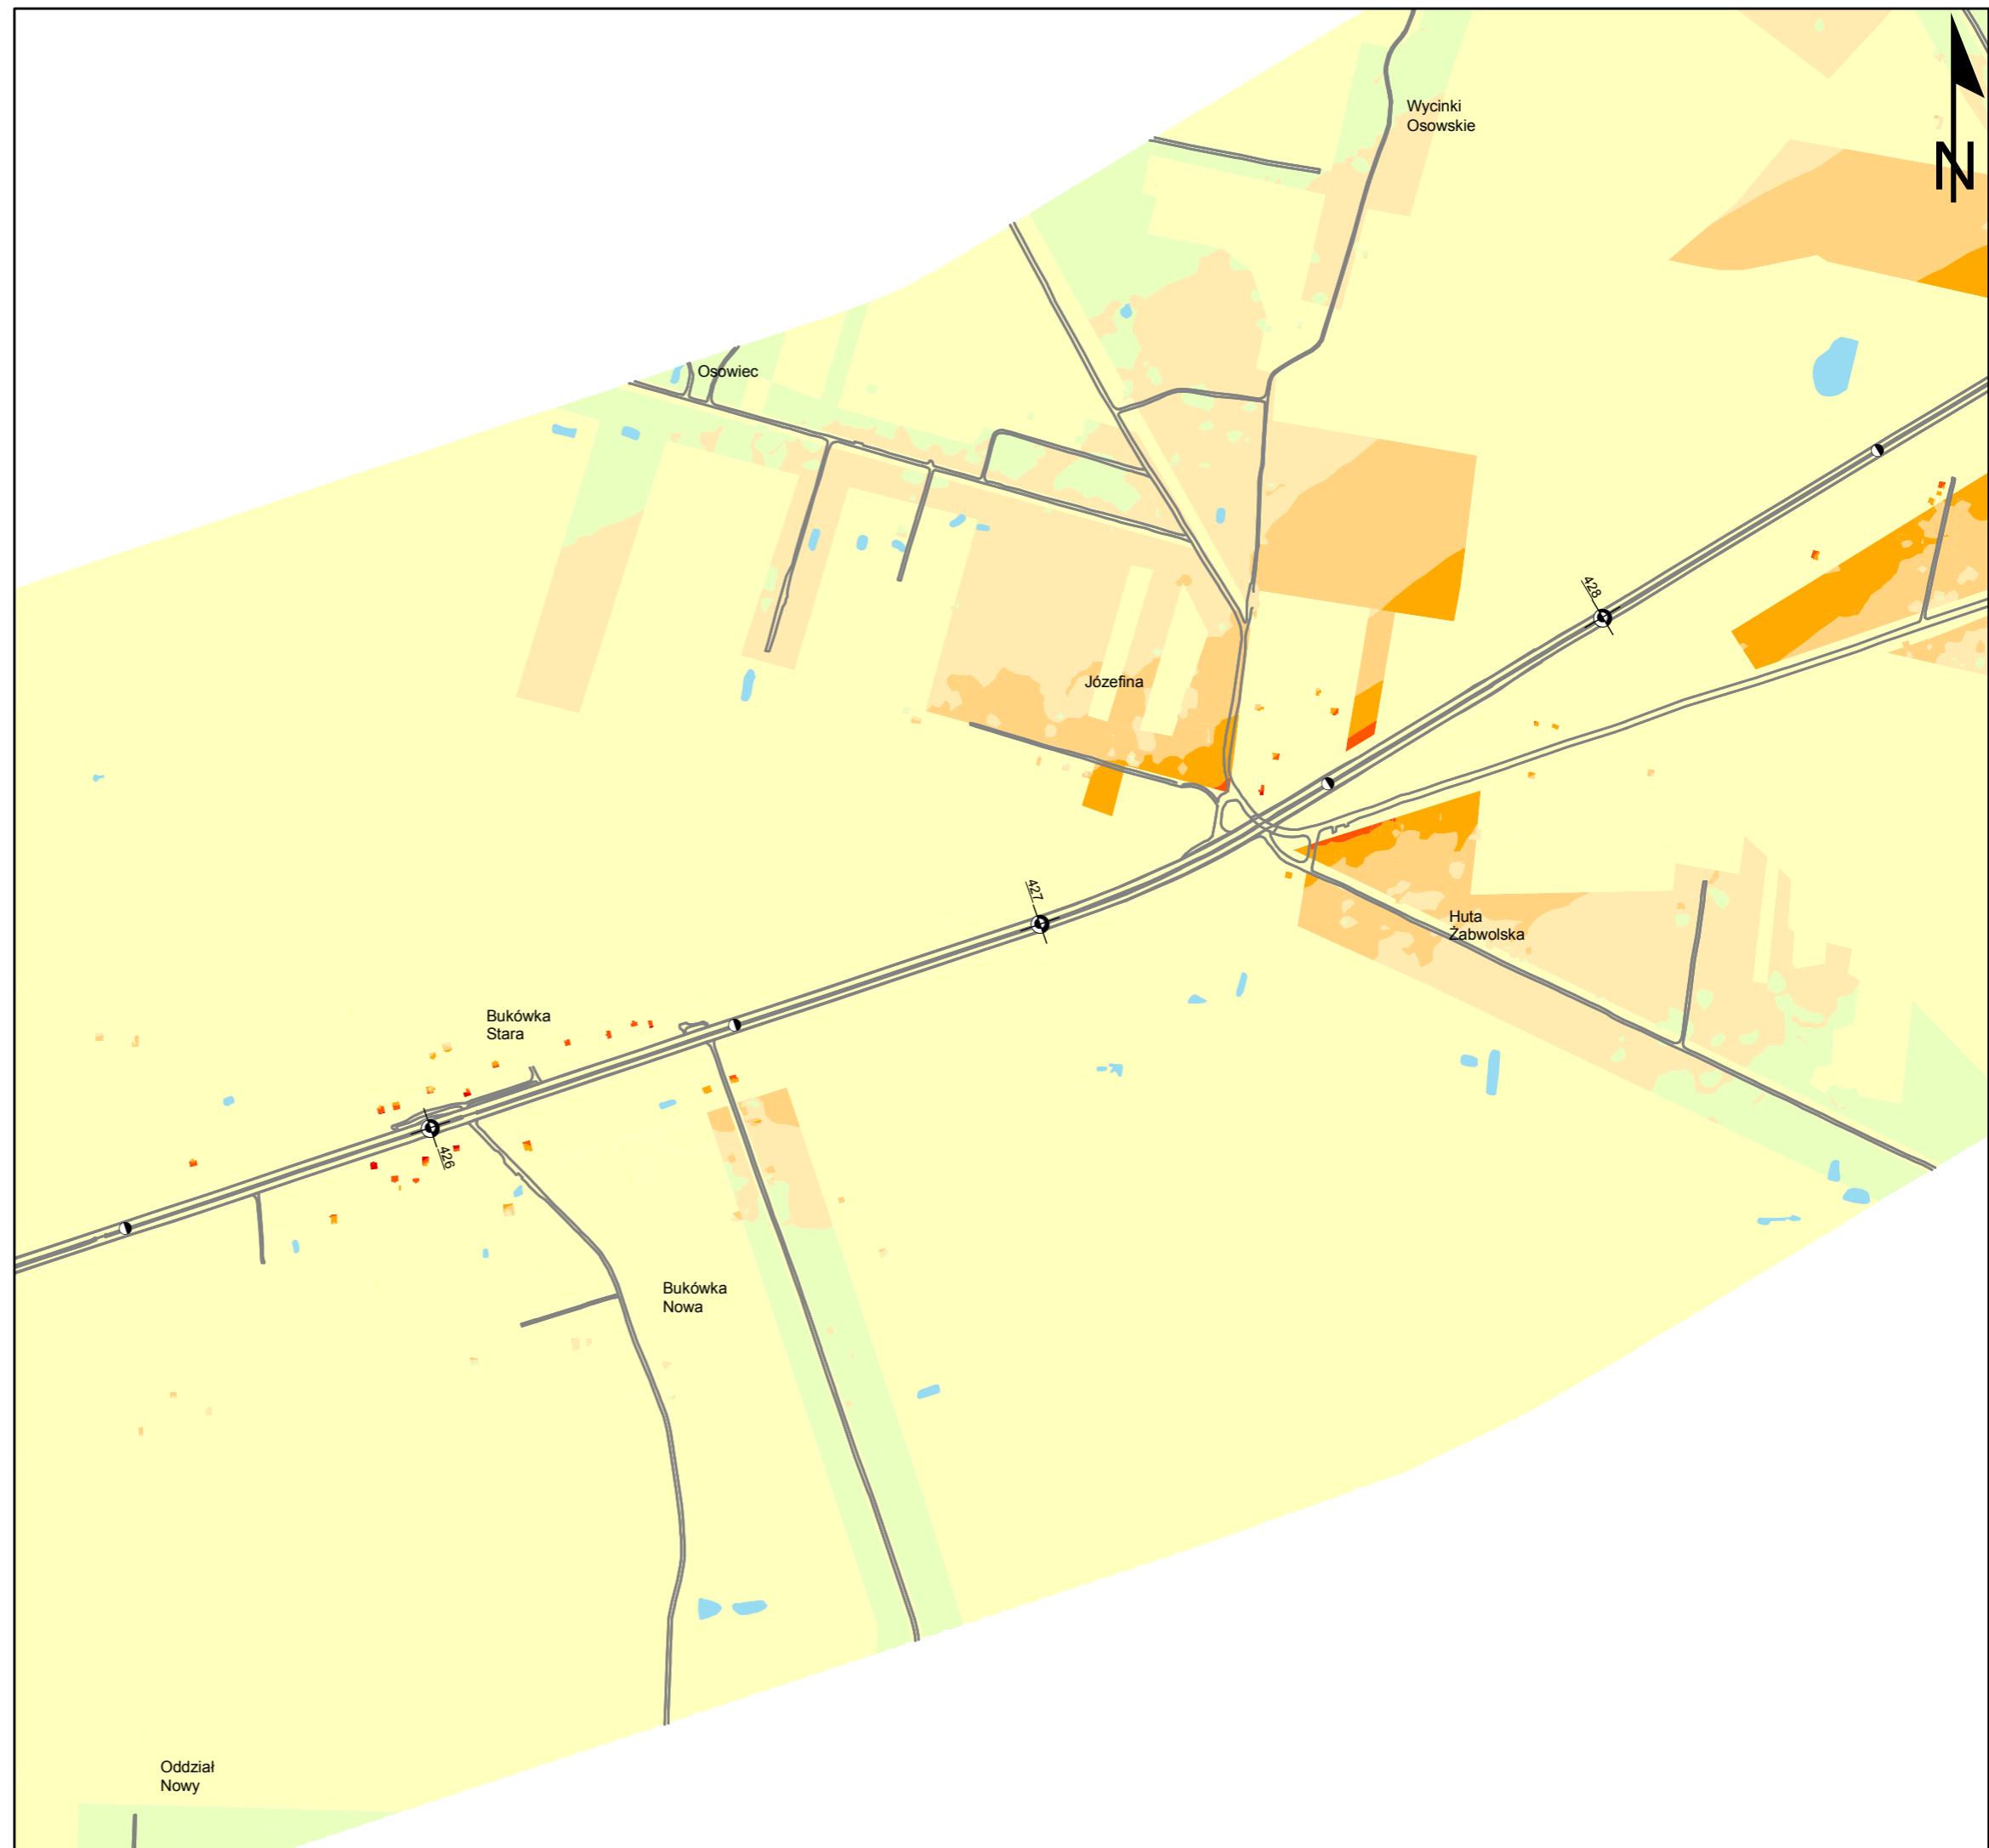 Wycinki
Osowskie
N
Osowiec
428
Józefina
427
Huta
Żabwolska
Bukówka
Stara
426
Bukówka
Nowa
Oddział
Nowy